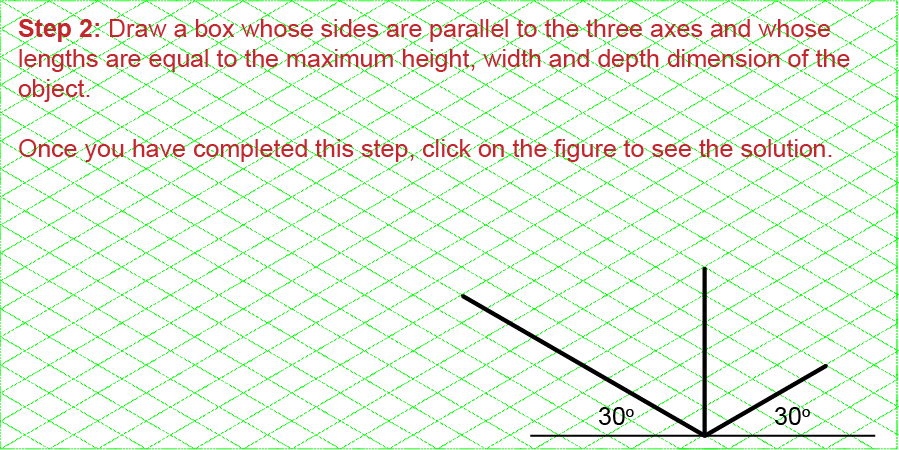 Step 2: Draw a box whose sides are parallel to the three axes and whose
lengths are equal to the maximum height, width and depth dimension of the
object.
Once you have completed this step, click on the figure to see the solution.
30º 30º